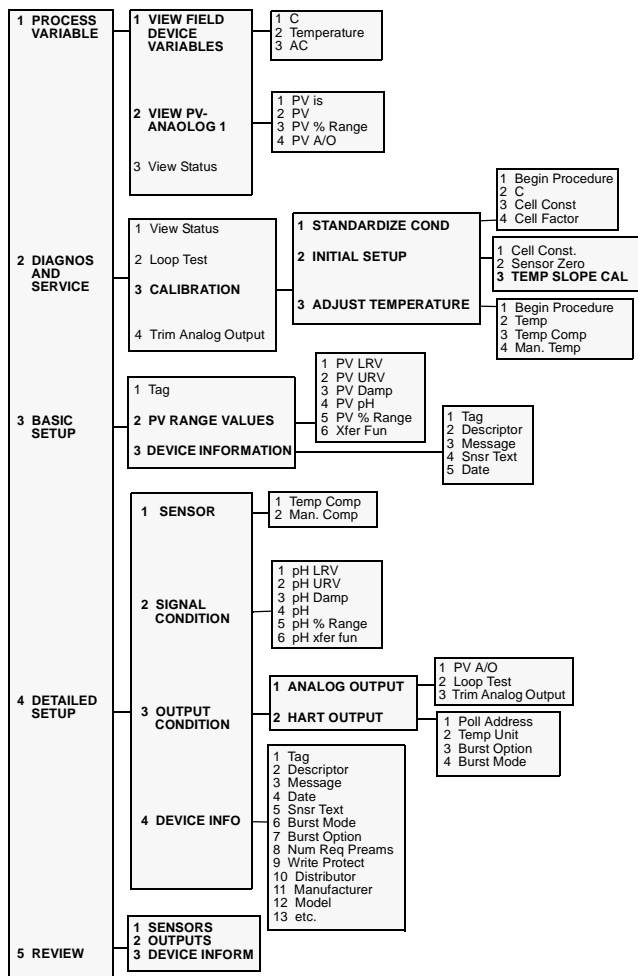 1 PROCESS
VARIABLE
1 VIEW FIELD
DEVICE
VARIABLES
1 C
2 Temperature
3 AC
2 VIEW PV-
ANAOLOG 1
1 PV is
2 PV
3 PV % Range
4 PV A/O
3 View Status
2 DIAGNOS
AND
SERVICE
1 View Status
2 Loop Test
3 CALIBRATION
4 Trim Analog Output
1 STANDARDIZE COND
1 Begin Procedure
2 C
3 Cell Const
4 Cell Factor
2 INITIAL SETUP
1 Cell Const.
2 Sensor Zero
3 TEMP SLOPE CAL
3 ADJUST TEMPERATURE
1 Begin Procedure
2 Temp
3 Temp Comp
4 Man. Temp
3 BASIC
SETUP
1 Tag
2 PV RANGE VALUES
3 DEVICE INFORMATION
1 PV LRV
2 PV URV
3 PV Damp
4 PV pH
5 PV % Range
6 Xfer Fun
1 Tag
2 Descriptor
3 Message
4 Snsr Text
5 Date
4 DETAILED
SETUP
1 SENSOR
1 Temp Comp
2 Man. Comp
2 SIGNAL
CONDITION
1 pH LRV
2 pH URV
3 pH Damp
4 pH
5 pH % Range
6 pH xfer fun
3 OUTPUT
CONDITION
1 ANALOG OUTPUT
2 HART OUTPUT
1 PV A/O
2 Loop Test
3 Trim Analog Output
1 Poll Address
2 Temp Unit
3 Burst Option
4 Burst Mode
4 DEVICE INFO
1 Tag
2 Descriptor
3 Message
4 Date
5 Snsr Text
6 Burst Mode
7 Burst Option
8 Num Req Preams
9 Write Protect
10 Distributor
11 Manufacturer
12 Model
13 etc.
5 REVIEW
1 SENSORS
2 OUTPUTS
3 DEVICE INFORM